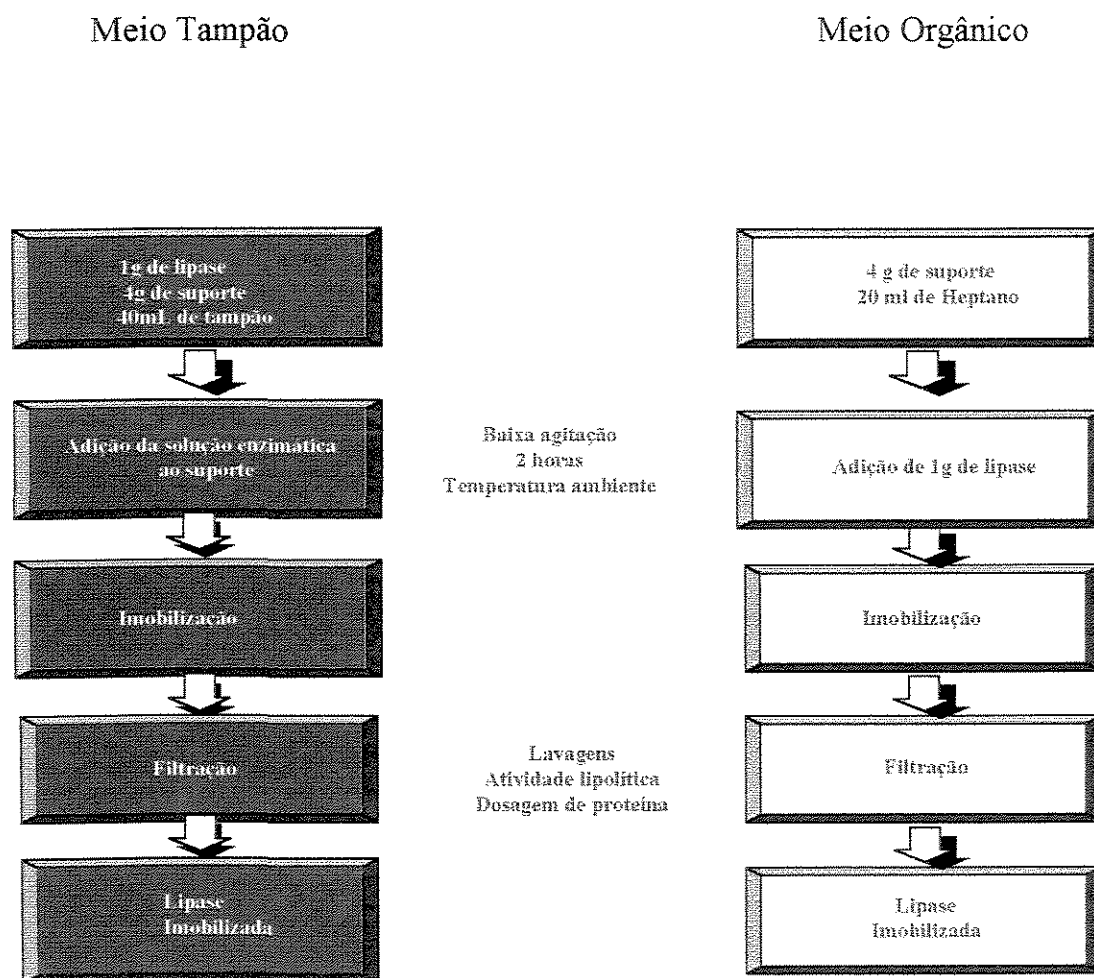 Meio Tampão
Meio Orgânico
1g de lipase
4g de suporte
40mL de tampão
4 g de suporte
20 ml de Heptano
Adição da solução enzimática
ao suporte
Baixa agitação
2 horas
Temperatura ambiente
Adição de 1g de lipase
Imobilização
Imobilização
Filtração
Lavagens
Atividade lipolítica
Dosagem de proteína
Filtração
Lipase
Imobilizada
Lipase
Imobilizada